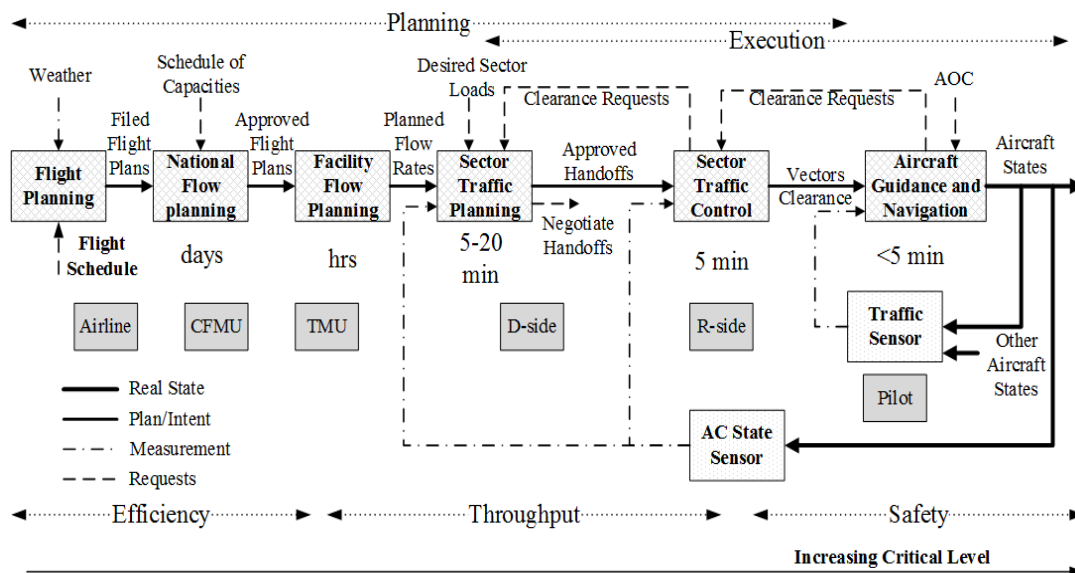 Planning
Execution
Weather
Schedule of
Capacities
Desired Sector
Loads
Clearance Requests
Clearance Requests
AOC
Filed
Flight
Plans
Approved
Flight
Plans
Planned
Flow
Rates
Approved
Handoffs
Aircraft
States
Flight
Planning
National
Flow
planning
Facility
Flow
Planning
Sector
Traffic
Planning
Sector
Traffic
Control
Vectors
Clearance
Aircraft
Guidance and
Navigation
Negotiate
Handoffs
Flight
Schedule
days
hrs
5-20
min
5 min
<5 min
Airline
CFMU
TMU
D-side
R-side
Traffic
Sensor
Other
Aircraft
States
Pilot
Real State
Plan/Intent
Measurement
Requests
AC State
Sensor
Efficiency
Throughput
Safety
Increasing Critical Level